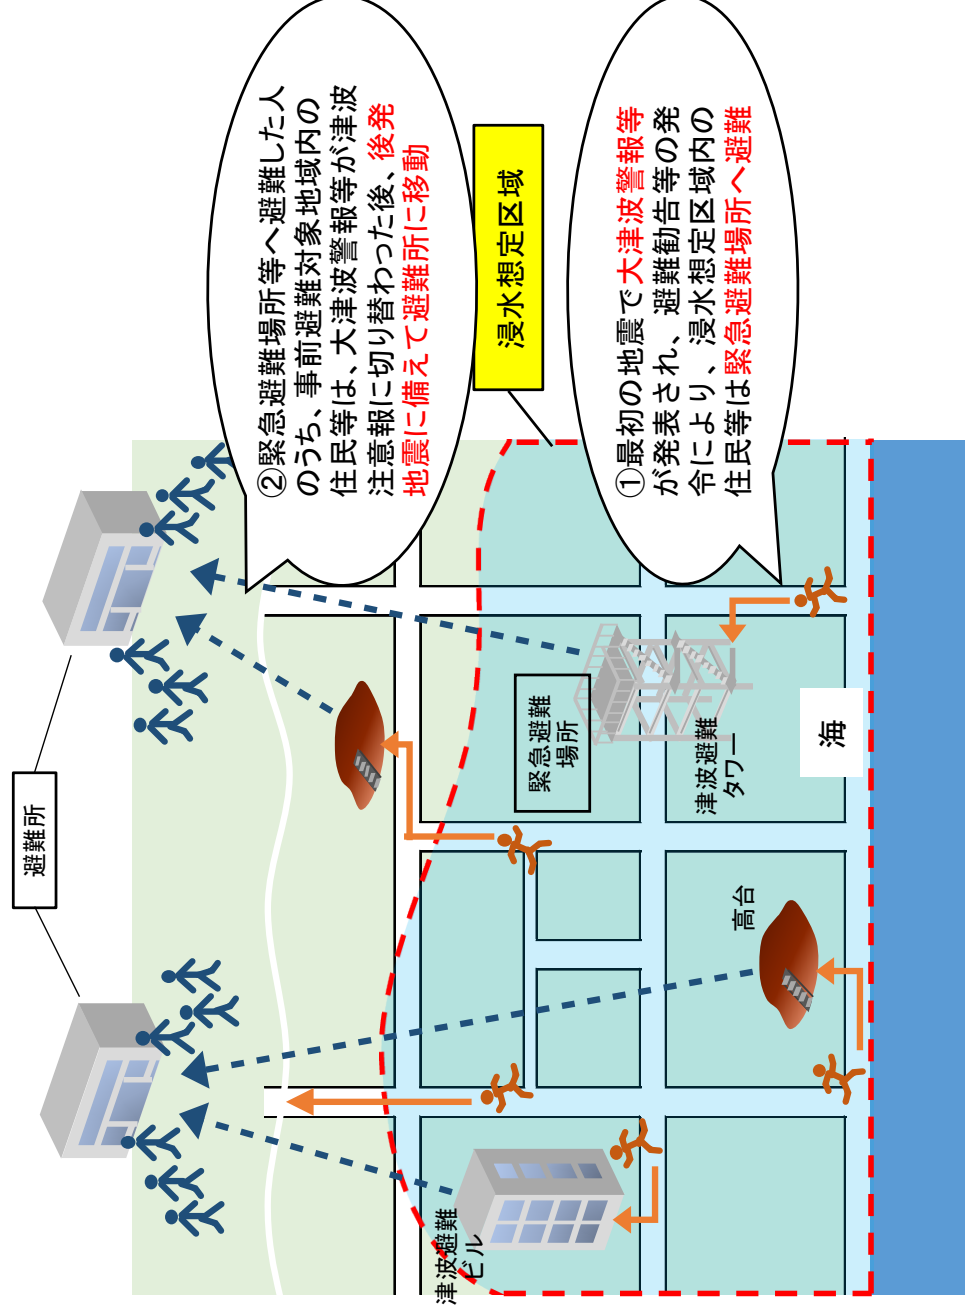 避難所
②緊急避難場所等へ避難した人
のうち、事前避難対象地域内の
住民等は、大津波警報等が津波
注意報に切り替わった後、後発
地震に備えて避難所に移動
浸水想定区域
①最初の地震で大津波警報等
が発表され、避難勧告等の発
令により、浸水想定区域内の
住民等は緊急避難場所へ避難
緊急避難
場所
津波避難
タワー
高台
津波避難
ビル
海